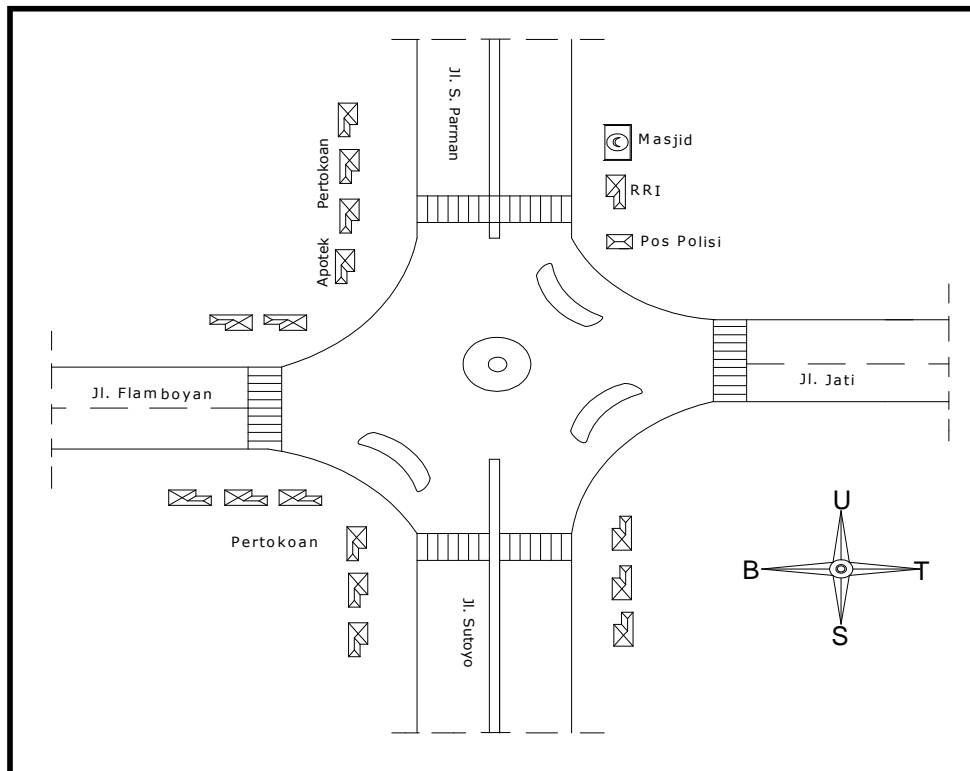 Jl. S. Parman
Masjid
Pertokoan
RRI
Apotek
Pos Polisi
Jl. Flamboyan
Jl. Jati
Pertokoan
Jl. Sutoyo
U
B
T
S